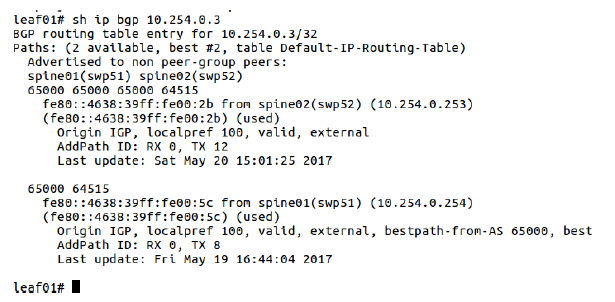 leaf01# sh ip bgp 10.254.0.3
BGP routing table entry for 10.254.0.3/32
Paths: (2 available, best #2, table Default-IP-Routing-Table)
Advertised to non peer-group peers:
spine01(swp51) spine02(swp52)
65000 65000 65000 64515
fe80::4638:39ff:fe00:2b from spine02(swp52) (10.254.0.253)
(fe80::4638:39ff:fe00:2b) (used)
Origin IGP, localpref 100, valid, external
AddPath ID: RX 0, TX 12
Last update: Sat May 20 15:01:25 2017
65000 64515
fe80::4638:39ff:fe00:5c from spine01(swp51) (10.254.0.254)
(fe80::4638:39ff:fe00:5c) (used)
Origin IGP, localpref 100, valid, external, bestpath-from-AS 65000, best
AddPath ID: RX 0, TX 8
Last update: Fri May 19 16:44:04 2017
leaf01#